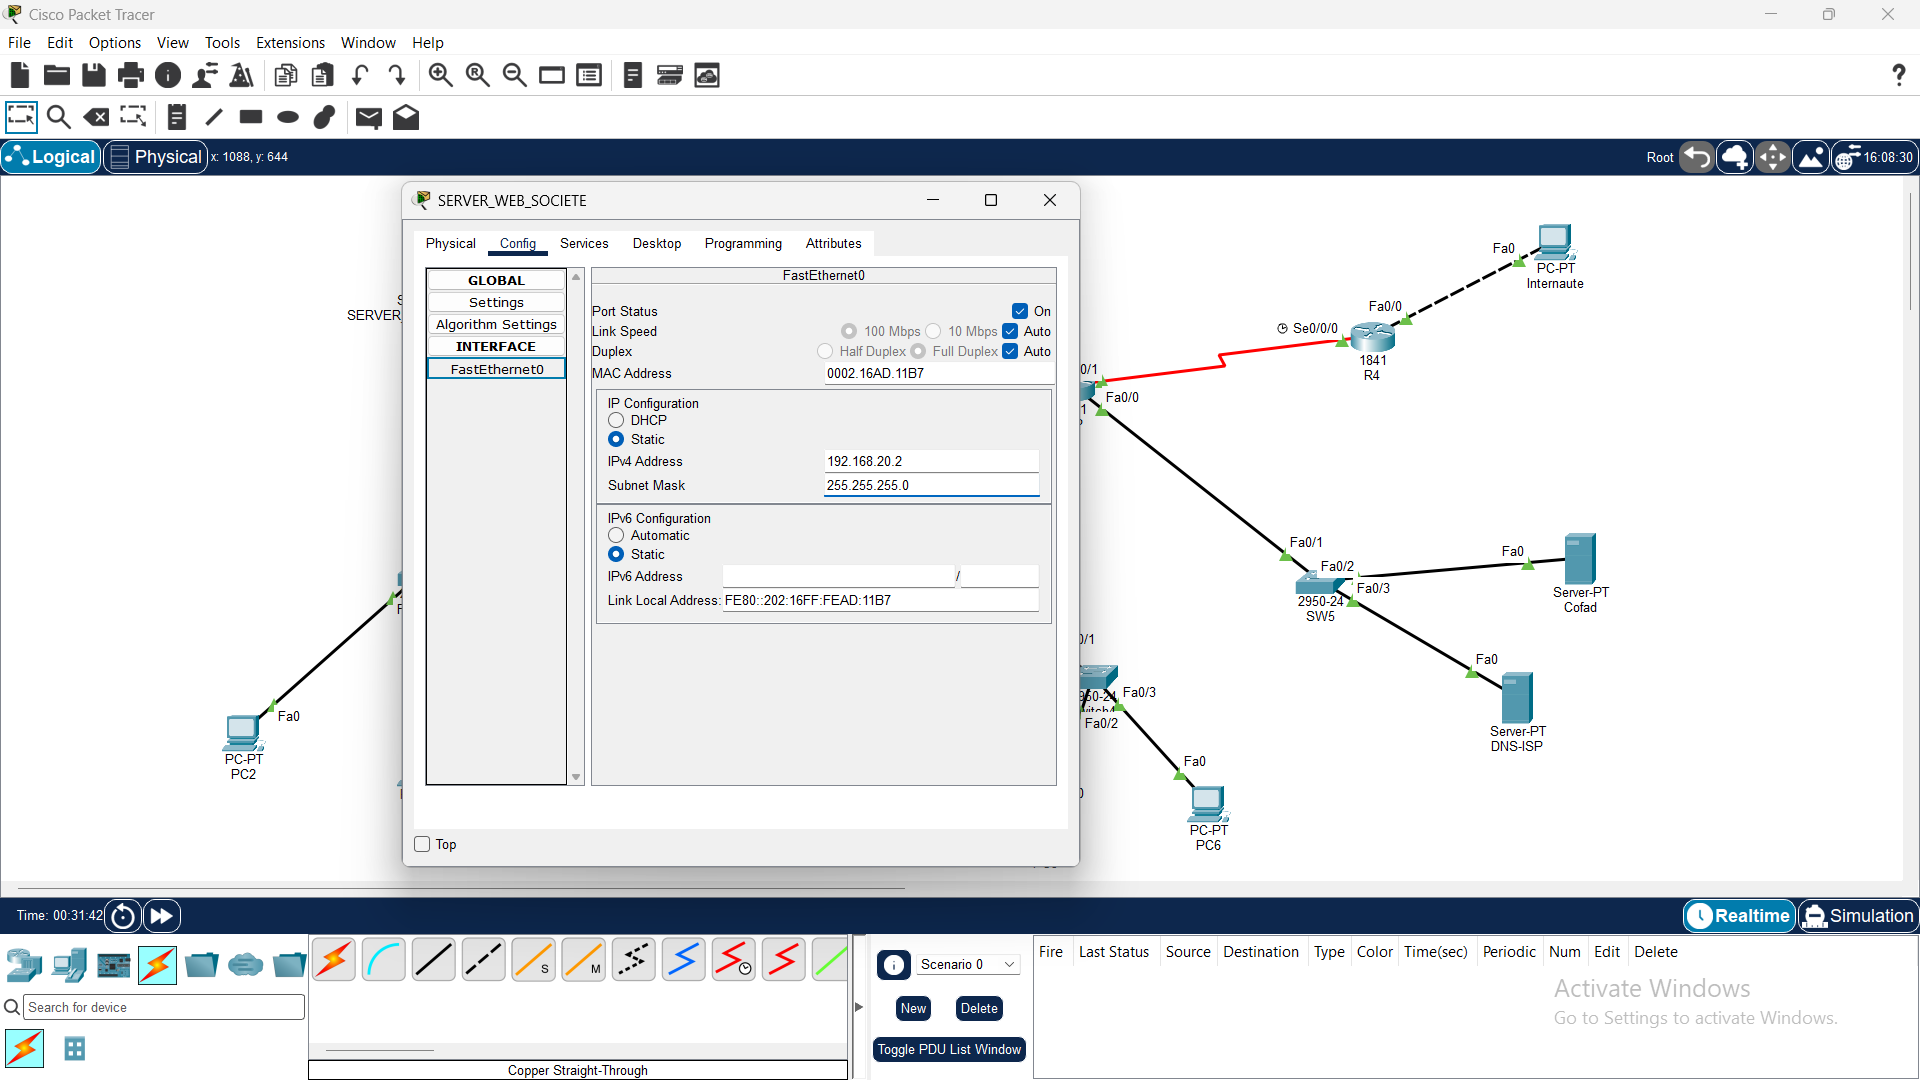 Cisco Packet Tracer
File Edit Options View Tools Extensions Window Help
Logical Physical x: 1088, y: 644 Root 16:08:30
SERVER_WEB_SOCIETE
Physical Config Services Desktop Programming Attributes
GLOBAL
Settings
Algorithm Settings
INTERFACE
FastEthernet0
FastEthernet0
Port Status On
Link Speed 100 Mbps 10 Mbps Auto
Duplex Half Duplex Full Duplex Auto
MAC Address 0002.16AD.11B7
IP Configuration
DHCP
Static
IPv4 Address 192.168.20.2
Subnet Mask 255.255.255.0
IPv6 Configuration
Automatic
Static
IPv6 Address /
Link Local Address: FE80::202:16FF:FEAD:11B7
Top
SERVER_
Fa0
PC-PT
PC2
Fa0
PC-PT
Internaute
Fa0/0
Se0/0/0
1841
R4
0/1
Fa0/0
Fa0/1
Fa0/2
Fa0/3
2950-24
SW5
Fa0
Server-PT
Cofad
Fa0
Server-PT
DNS-ISP
Fa0/3
Fa0/2
Fa0
PC-PT
PC6
Time: 00:31:42 Realtime Simulation
Search for device
S
M
Copper Straight-Through
Scenario 0
New Delete
Toggle PDU List Window
Fire Last Status Source Destination Type Color Time(sec) Periodic Num Edit Delete
Activate Windows
Go to Settings to activate Windows.